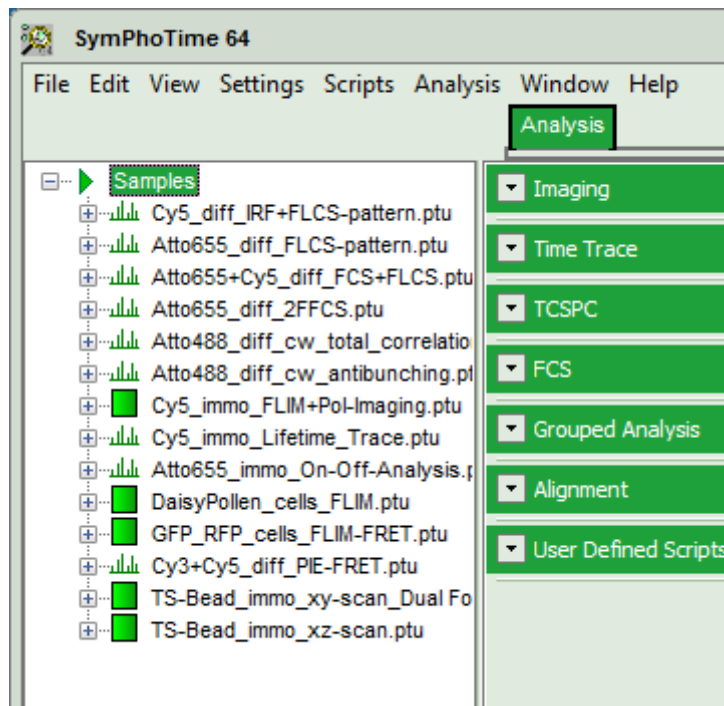 SymPhoTime 64
File Edit View Settings Scripts Analysis Window Help
Analysis
Samples
Cy5_diff_IRF+FLCS-pattern.ptu
Atto655_diff_FLCS-pattern.ptu
Atto655+Cy5_diff_FCS+FLCS.ptu
Atto655_diff_2FFCS.ptu
Atto488_diff_cw_total_correlatio
Atto488_diff_cw_antibunching.pt
Cy5_immo_FLIM+Pol-Imaging.ptu
Cy5_immo_Lifetime_Trace.ptu
Atto655_immo_On-Off-Analysis.p
DaisyPollen_cells_FLIM.ptu
GFP_RFP_cells_FLIM-FRET.ptu
Cy3+Cy5_diff_PIE-FRET.ptu
TS-Bead_immo_xy-scan_Dual Fo
TS-Bead_immo_xz-scan.ptu
Imaging
Time Trace
TCSPC
FCS
Grouped Analysis
Alignment
User Defined Scripts